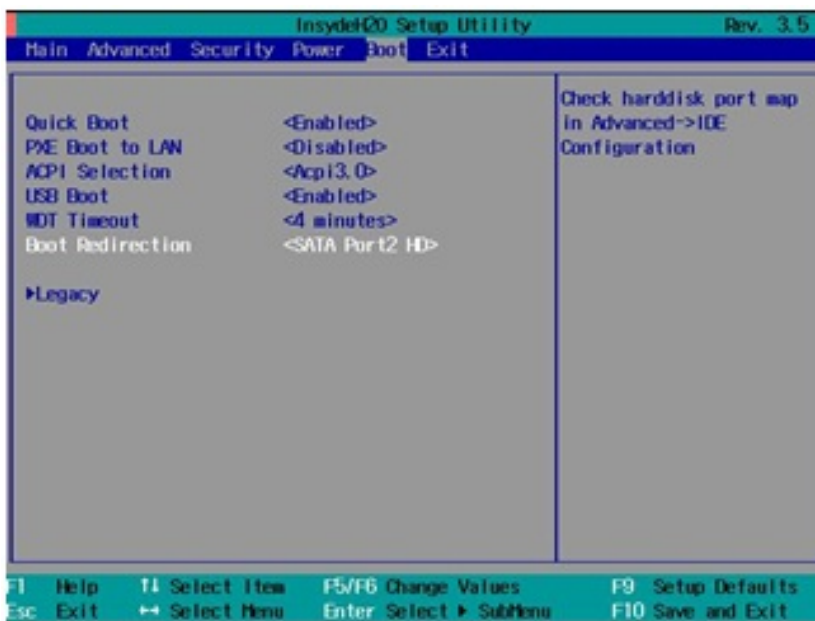 InsydeH20 Setup Utility Rev. 3.5
Main Advanced Security Power Boot Exit
Quick Boot <Enabled>
PXE Boot to LAN <Disabled>
ACPI Selection <Acpi3.0>
USB Boot <Enabled>
WDT Timeout <4 minutes>
Boot Redirection <SATA Port2 HD>
▶Legacy
Check harddisk port map
in Advanced->IDE
Configuration
F1 Help ↑↓ Select Item F5/F6 Change Values F9 Setup Defaults
Esc Exit ↔ Select Menu Enter Select ▶ SubMenu F10 Save and Exit